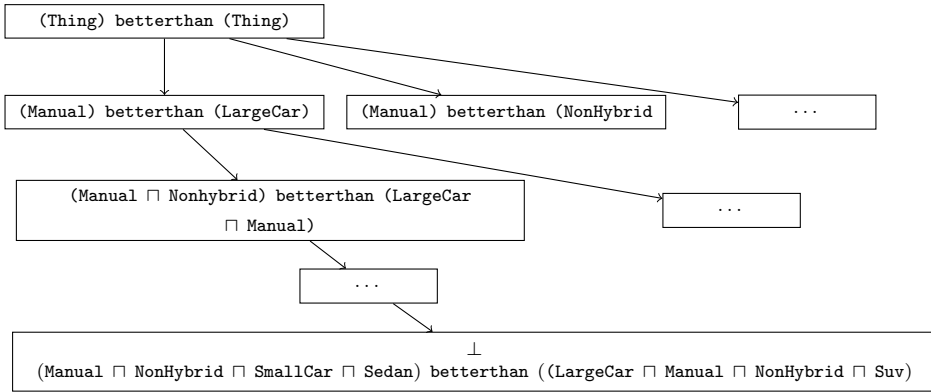 (Thing) betterthan (Thing)
(Manual) betterthan (LargeCar)
(Manual) betterthan (NonHybrid
...
(Manual ⊓ Nonhybrid) betterthan (LargeCar
⊓ Manual)
...
...
⊥
(Manual ⊓ NonHybrid ⊓ SmallCar ⊓ Sedan) betterthan ((LargeCar ⊓ Manual ⊓ NonHybrid ⊓ Suv)